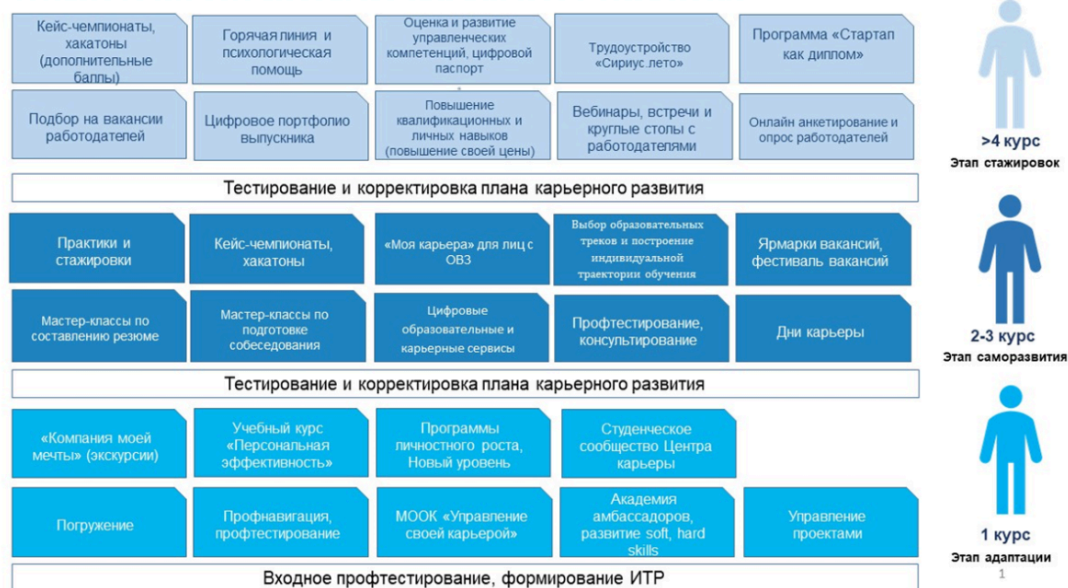 Кейс-чемпионаты,
хакатоны
(дополнительные
баллы)
Горячая линия и
психологическая
помощь
Оценка и развитие
управленческих
компетенций, цифровой
паспорт
Трудоустройство
«Сириус.лето»
Программа «Стартап
как диплом»
Подбор на вакансии
работодателей
Цифровое портфолио
выпускника
Повышение
квалификационных и
личных навыков
(повышение своей цены)
Вебинары, встречи и
круглые столы с
работодателями
Онлайн анкетирование и
опрос работодателей
>4 курс
Этап стажировок
Тестирование и корректировка плана карьерного развития
Практики и
стажировки
Кейс-чемпионаты,
хакатоны
«Моя карьера» для лиц с
ОВЗ
Выбор образовательных
треков и построение
индивидуальной
траектории обучения
Ярмарки вакансий,
фестиваль вакансий
Мастер-классы по
составлению резюме
Мастер-классы по
подготовке
собеседования
Цифровые
образовательные и
карьерные сервисы
Профтестирование,
консультирование
Дни карьеры
2-3 курс
Этап саморазвития
Тестирование и корректировка плана карьерного развития
«Компания моей
мечты» (экскурсии)
Учебный курс
«Персональная
эффективность»
Программы
личностного роста,
Новый уровень
Студенческое
сообщество Центра
карьеры
Погружение
Профнавигация,
профтестирование
МООК «Управление
своей карьерой»
Академия
амбассадоров,
развитие soft, hard
skills
Управление
проектами
1 курс
Этап адаптации
1
Входное профтестирование, формирование ИТР